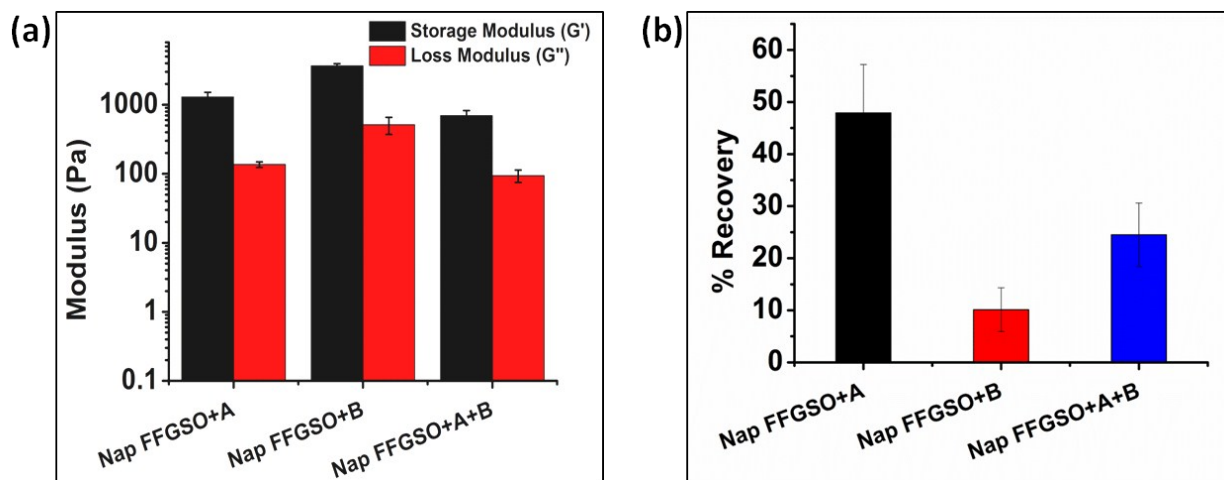 (a)
Storage Modulus (G')
Loss Modulus (G")
Modulus (Pa)
1000
100
10
1
0.1
Nap FFGSO+A
Nap FFGSO+B
Nap FFGSO+A+B
(b)
% Recovery
60
50
40
30
20
10
0
Nap FFGSO+A
Nap FFGSO+B
Nap FFGSO+A+B